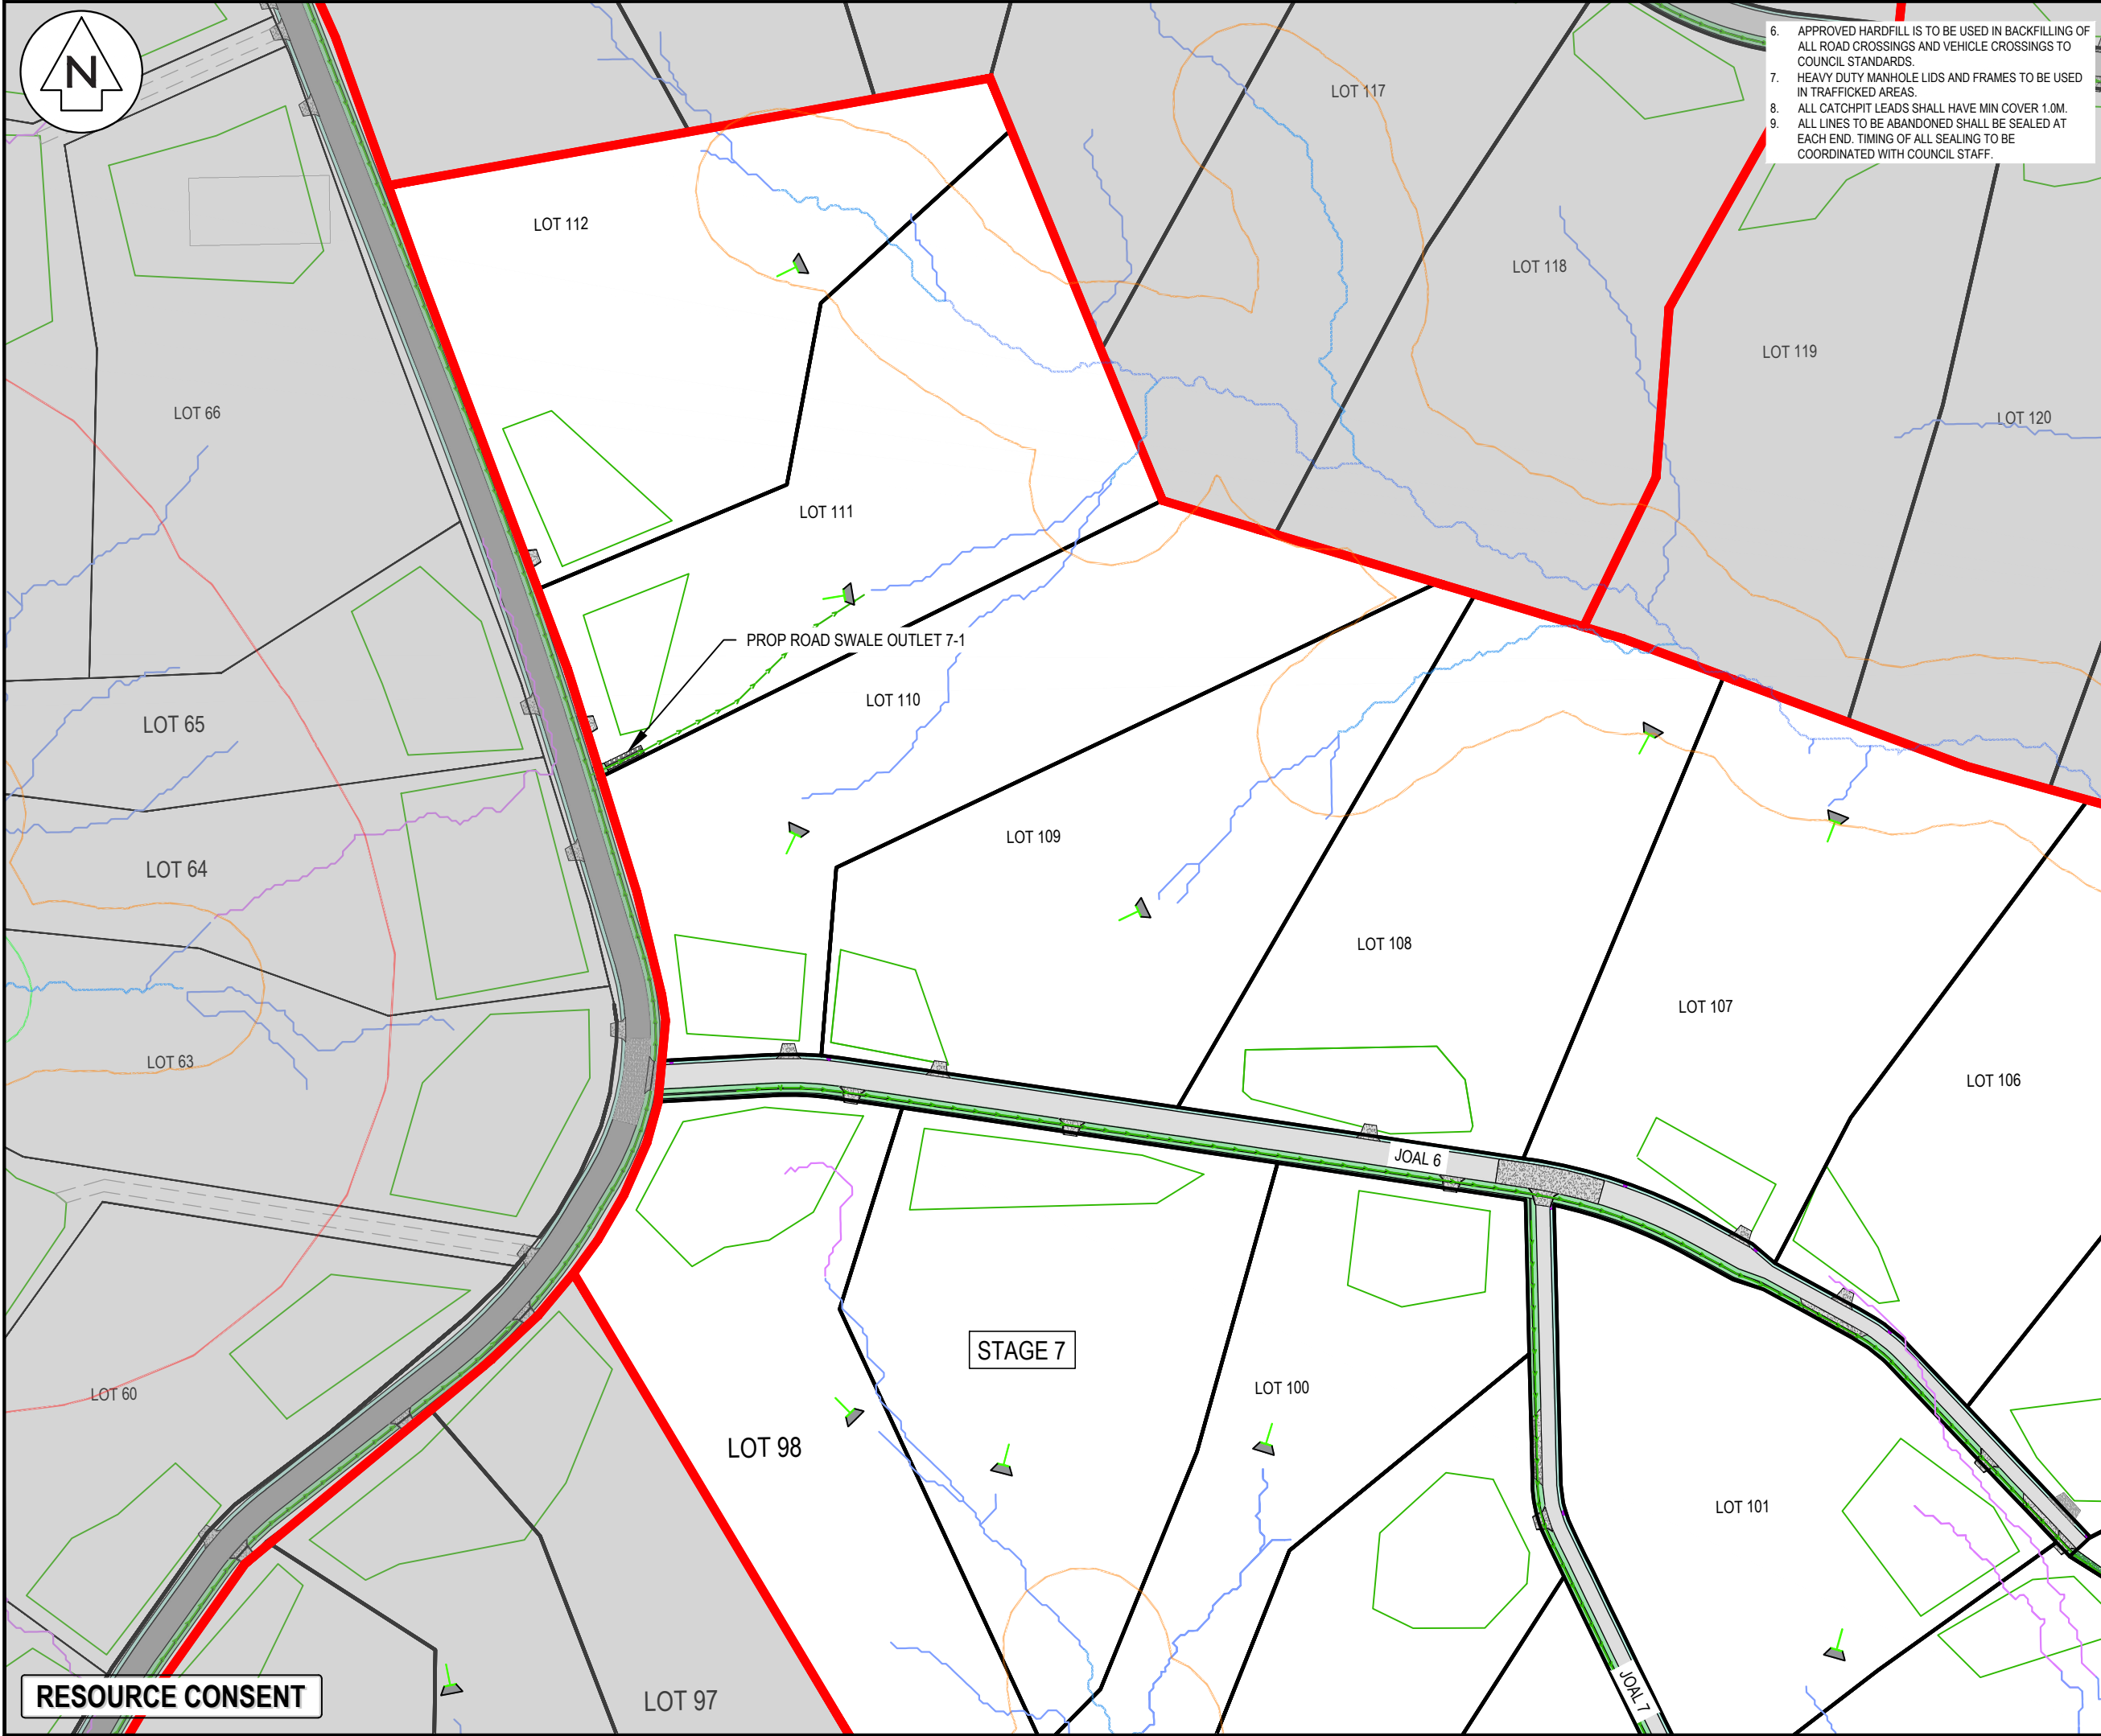 N
6. APPROVED HARDFILL IS TO BE USED IN BACKFILLING OF
ALL ROAD CROSSINGS AND VEHICLE CROSSINGS TO
COUNCIL STANDARDS.
7. HEAVY DUTY MANHOLE LIDS AND FRAMES TO BE USED
IN TRAFFICKED AREAS.
8. ALL CATCHPIT LEADS SHALL HAVE MIN COVER 1.0M.
9. ALL LINES TO BE ABANDONED SHALL BE SEALED AT
EACH END. TIMING OF ALL SEALING TO BE
COORDINATED WITH COUNCIL STAFF.
LOT 117
LOT 112
LOT 118
LOT 119
LOT 66
LOT 120
LOT 111
PROP ROAD SWALE OUTLET 7-1
LOT 110
LOT 65
LOT 109
LOT 64
LOT 108
LOT 107
LOT 63
LOT 106
JOAL 6
STAGE 7
LOT 100
LOT 60
LOT 98
LOT 101
JOAL 7
LOT 97
RESOURCE CONSENT